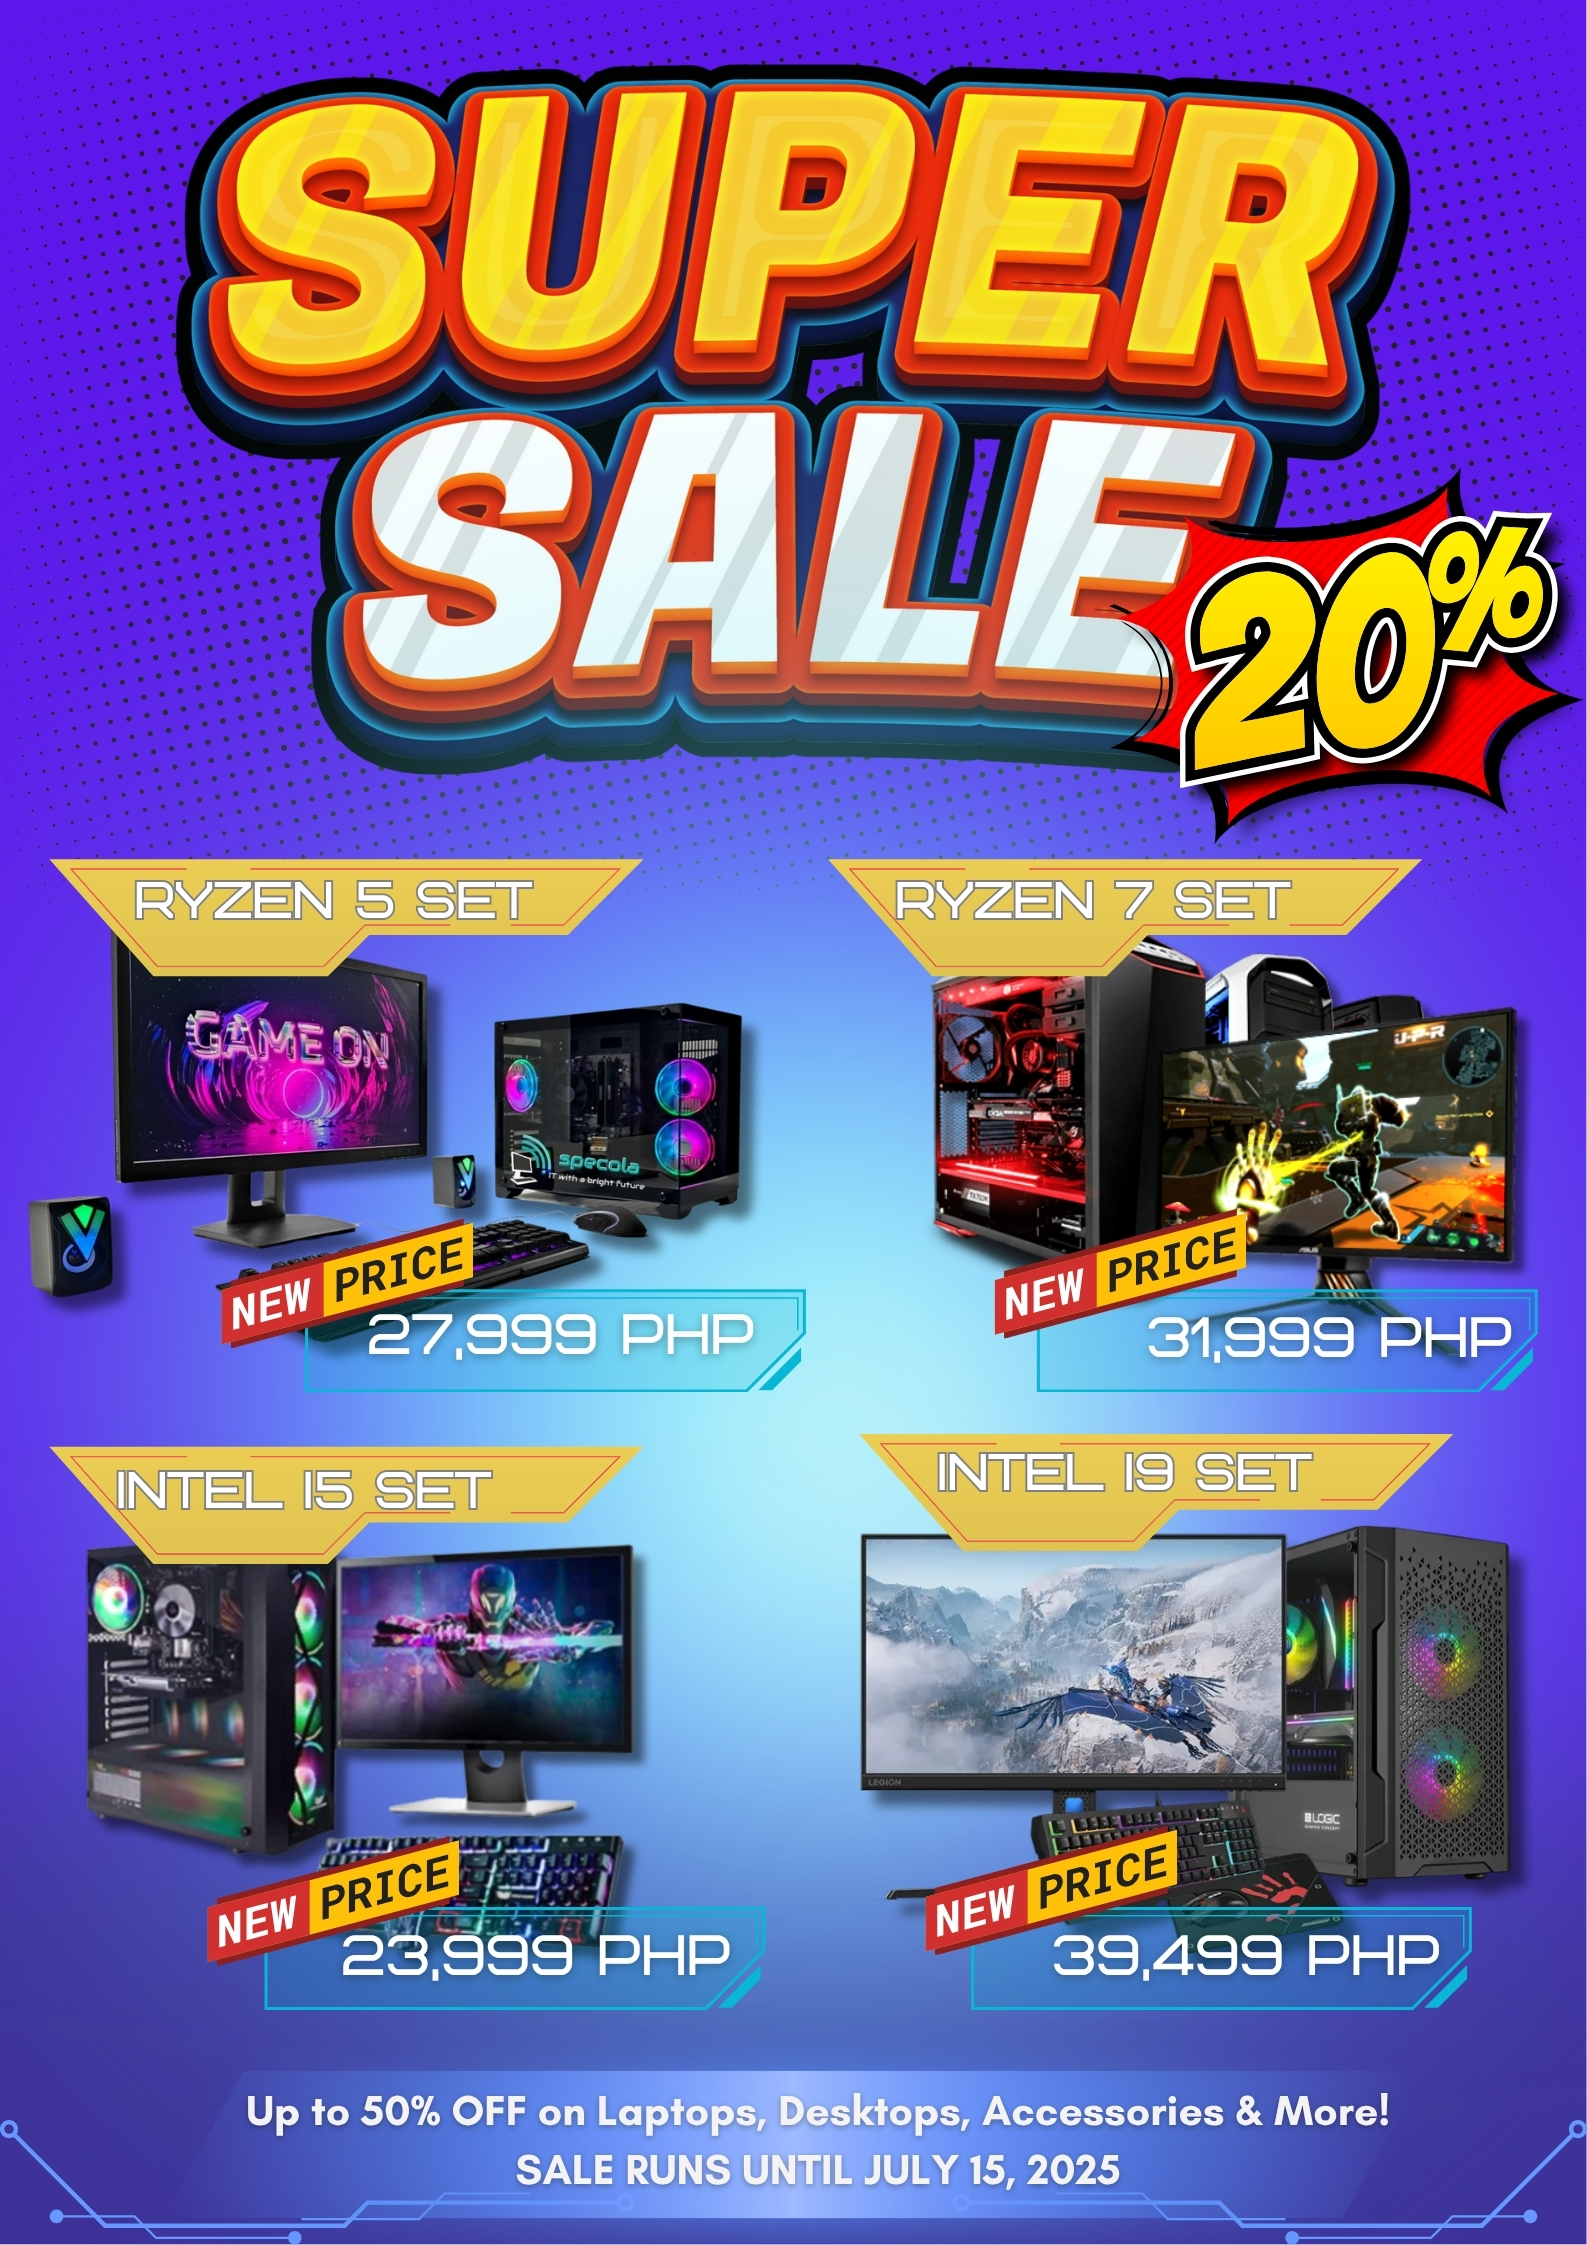 SUPER
SALE
20%
RYZEN 5 SET
GAME ON
specola
IT with a bright future
NEW PRICE
27,999 PHP
RYZEN 7 SET
U-P-R
EVGA
TX750M
ASUS
NEW PRICE
31,999 PHP
INTEL I5 SET
NEW PRICE
23,999 PHP
INTEL I9 SET
LEGION
LOGIC
NEW PRICE
39,499 PHP
Up to 50% OFF on Laptops, Desktops, Accessories & More!
SALE RUNS UNTIL JULY 15, 2025